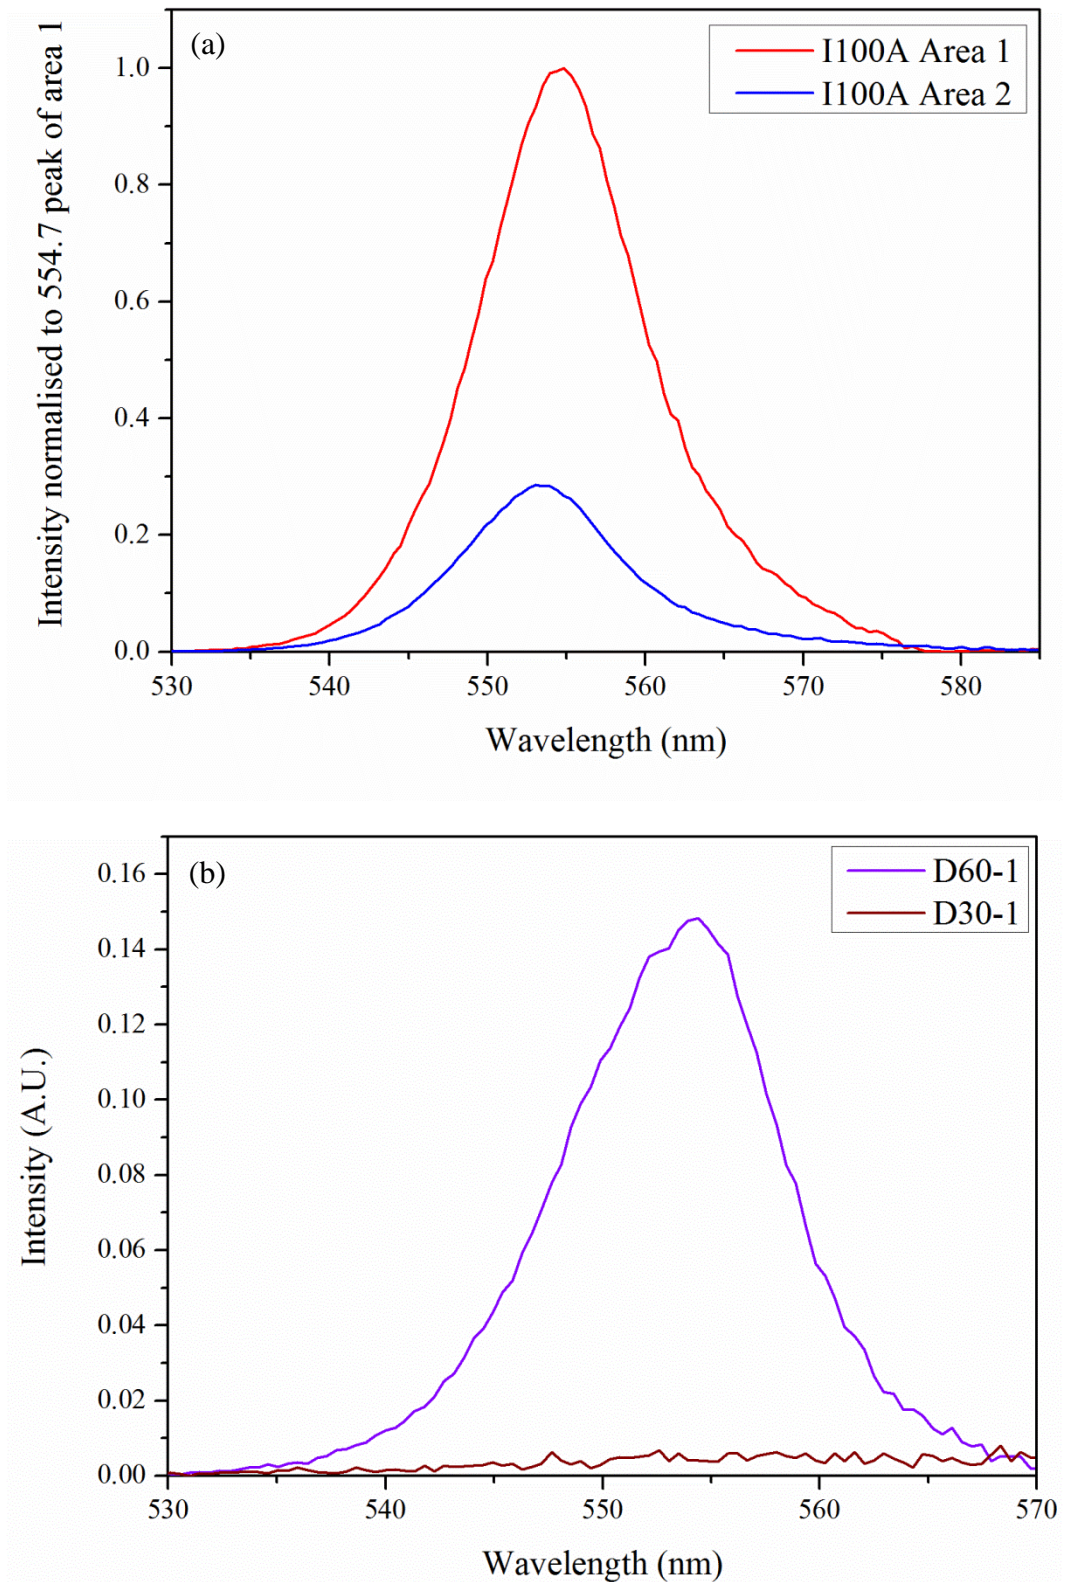 (a)
I100A Area 1
I100A Area 2
Intensity normalised to 554.7 peak of area 1
1.0
0.8
0.6
0.4
0.2
0.0
530
540
550
560
570
580
Wavelength (nm)
(b)
D60-1
D30-1
Intensity (A.U.)
0.16
0.14
0.12
0.10
0.08
0.06
0.04
0.02
0.00
530
540
550
560
570
Wavelength (nm)